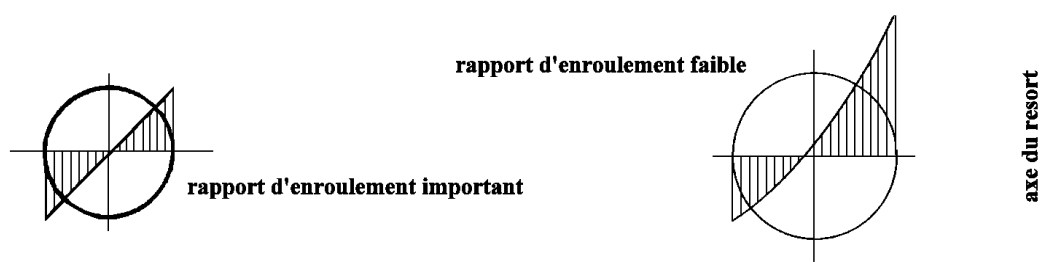 rapport d'enroulement faible
rapport d'enroulement important
axe du resort